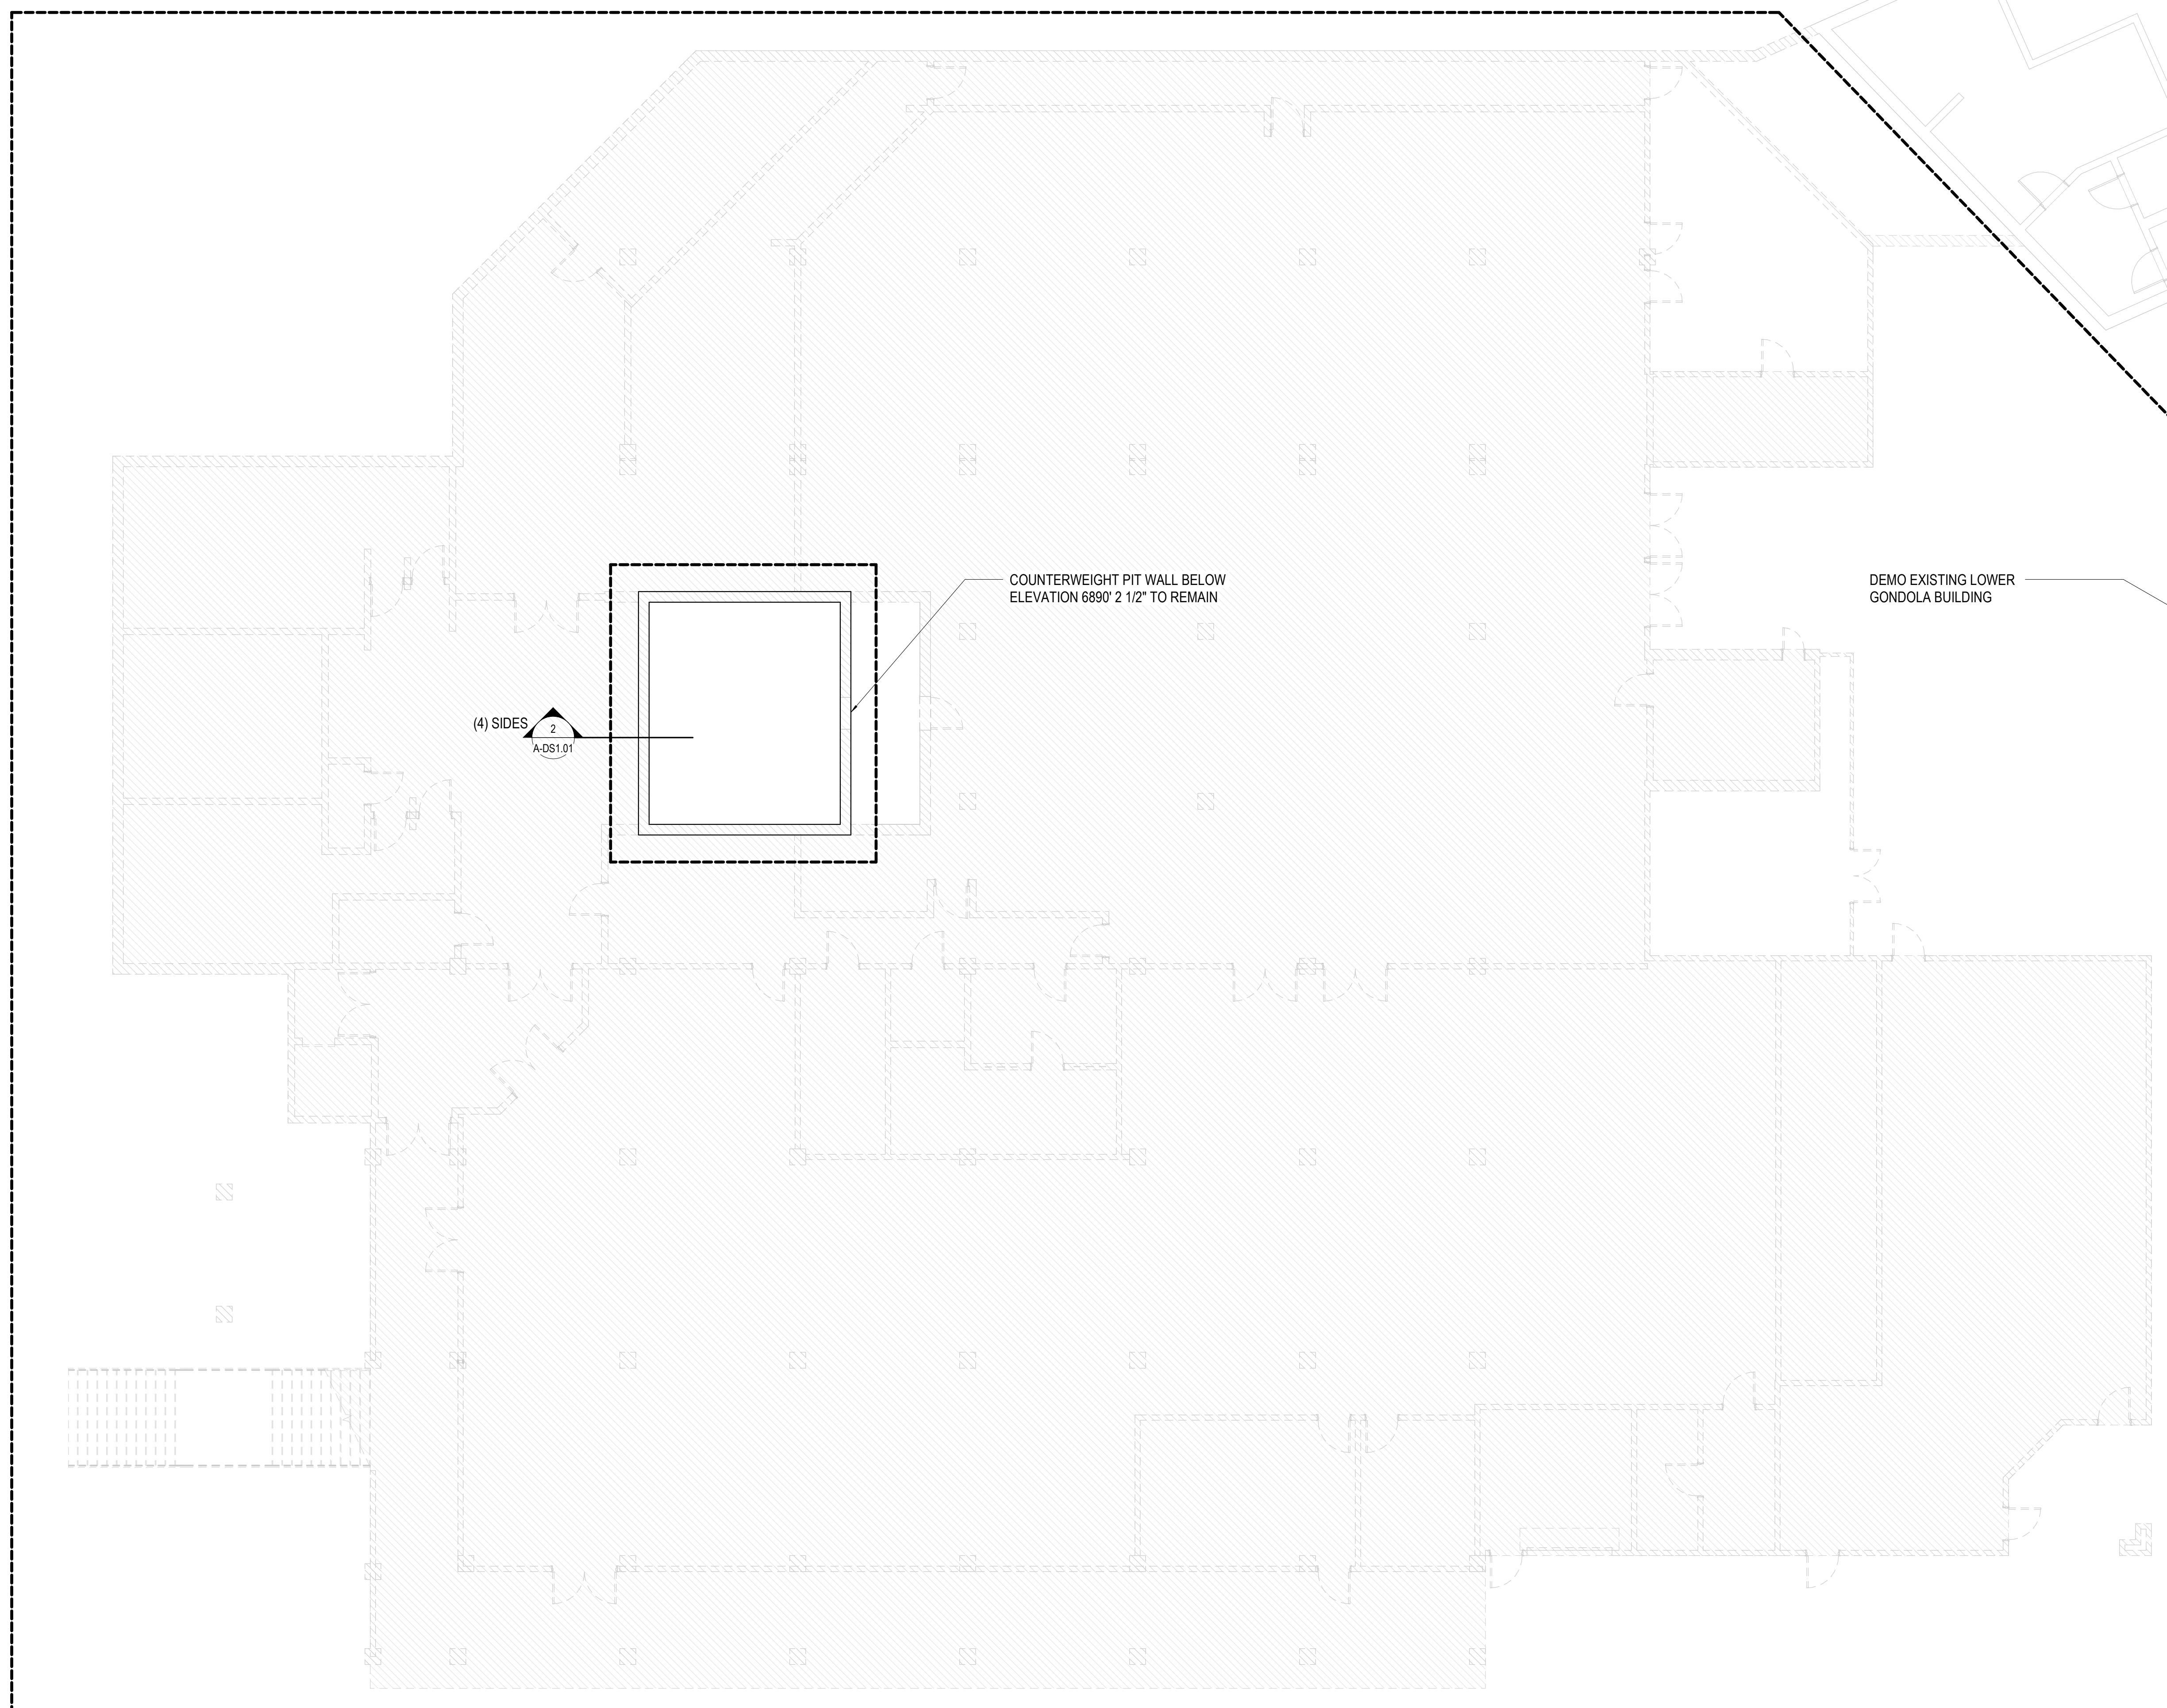 COUNTERWEIGHT PIT WALL BELOW
ELEVATION 6890' 2 1/2" TO REMAIN
DEMO EXISTING LOWER
GONDOLA BUILDING
(4) SIDES
2
A-DS1.01